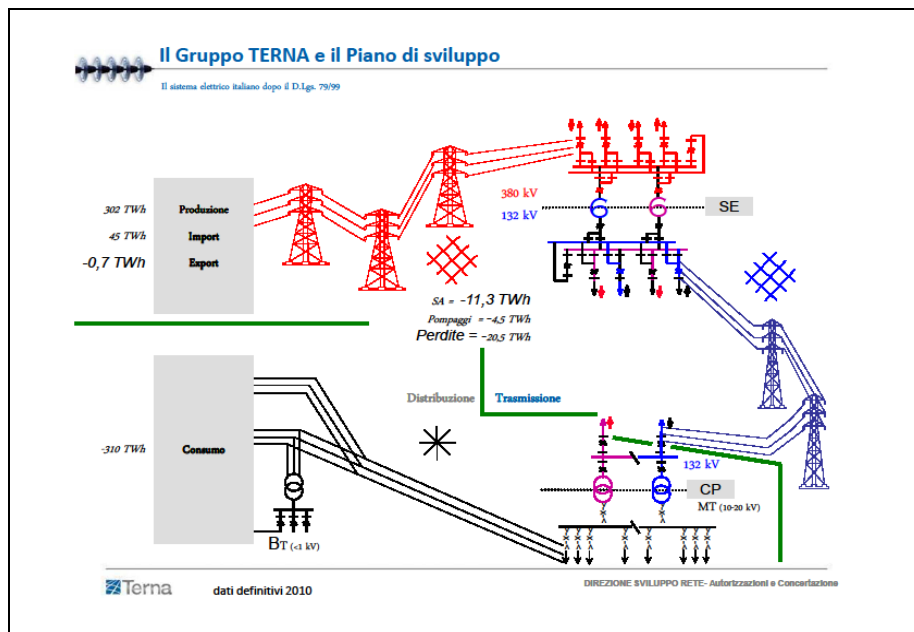 Il Gruppo TERNA e il Piano di sviluppo
Il sistema elettrico italiano dopo il D.Lgs. 79/99
302 TWh Produzione
45 TWh Import
-0,7 TWh Export
380 kV
132 kV
SE
SA = -11,3 TWh
Pompaggi = -4,5 TWh
Perdite = -20,5 TWh
Distribuzione Trasmissione
-310 TWh Consumo
132 kV
CP
MT (10-20 kV)
BT (<1 kV)
Terna
dati definitivi 2010
DIREZIONE SVILUPPO RETE- Autorizzazioni e Concertazione